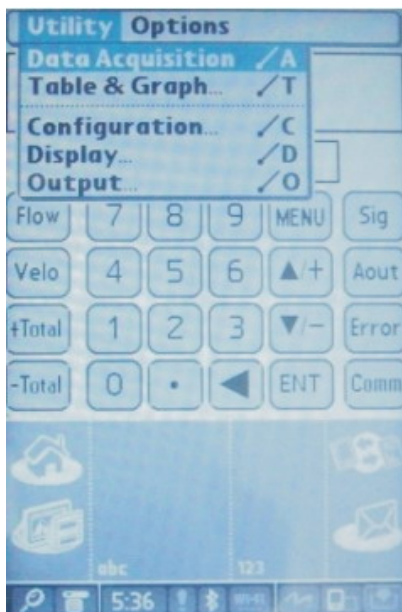 Utility Options
Data Acquisition /A
Table & Graph... /T
Configuration... /C
Display... /D
Output... /O
Flow 7 8 9 MENU Sig
Velo 4 5 6 ▲/+ Aout
+Total 1 2 3 ▼/- Error
-Total 0 . ◀ ENT Comm
abc 123
5:36